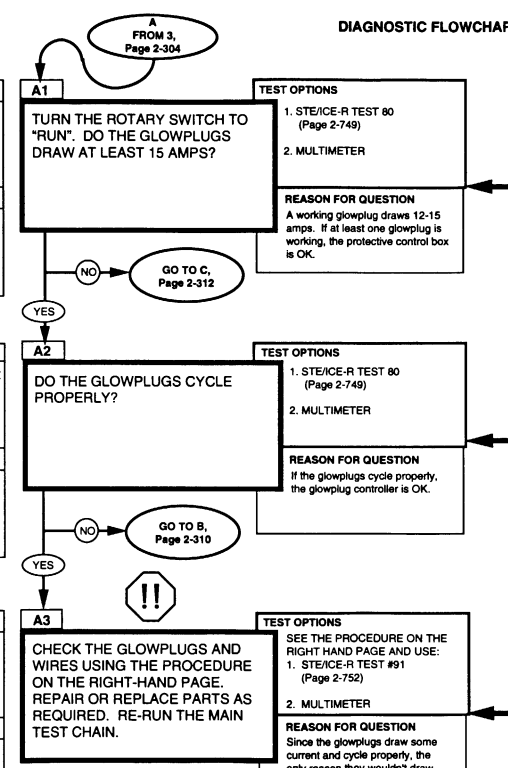 DIAGNOSTIC FLOWCHAR
A
FROM 3,
Page 2-304
A1
TURN THE ROTARY SWITCH TO
“RUN”. DO THE GLOWPLUGS
DRAW AT LEAST 15 AMPS?
TEST OPTIONS
1. STE/ICE-R TEST 80
(Page 2-749)
2. MULTIMETER
REASON FOR QUESTION
A working glowplug draws 12-15
amps. If at least one glowplug is
working, the protective control box
is OK.
NO
GO TO C,
Page 2-312
YES
A2
DO THE GLOWPLUGS CYCLE
PROPERLY?
TEST OPTIONS
1. STE/ICE-R TEST 80
(Page 2-749)
2. MULTIMETER
REASON FOR QUESTION
If the glowplugs cycle properly,
the glowplug controller is OK.
NO
GO TO B,
Page 2-310
YES
!!
A3
CHECK THE GLOWPLUGS AND
WIRES USING THE PROCEDURE
ON THE RIGHT-HAND PAGE.
REPAIR OR REPLACE PARTS AS
REQUIRED. RE-RUN THE MAIN
TEST CHAIN.
TEST OPTIONS
SEE THE PROCEDURE ON THE
RIGHT HAND PAGE AND USE:
1. STE/ICE-R TEST #91
(Page 2-752)
2. MULTIMETER
REASON FOR QUESTION
Since the glowplugs draw some
current and cycle properly, the
only reason they wouldn't draw